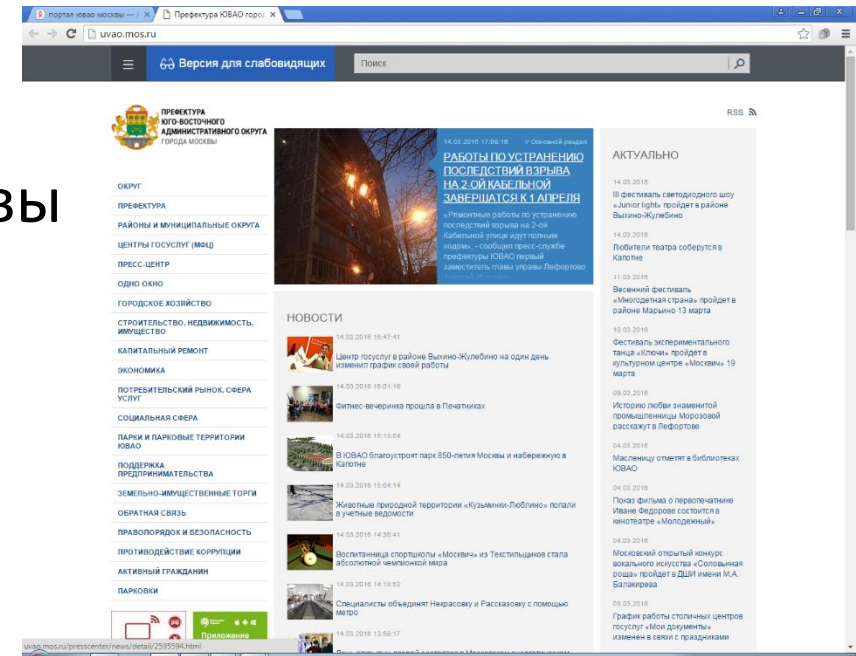 портал ювао москвы —
Префектура ЮВАО город
uvao.mos.ru
Версия для слабовидящих
Поиск
ПРЕФЕКТУРА
ЮГО-ВОСТОЧНОГО
АДМИНИСТРАТИВНОГО ОКРУГА
ГОРОДА МОСКВЫ
RSS
зы
ОКРУГ
ПРЕФЕКТУРА
РАЙОНЫ И МУНИЦИПАЛЬНЫЕ ОКРУГА
ЦЕНТРЫ ГОСУСЛУГ (МФЦ)
ПРЕСС-ЦЕНТР
ОДНО ОКНО
ГОРОДСКОЕ ХОЗЯЙСТВО
СТРОИТЕЛЬСТВО, НЕДВИЖИМОСТЬ,
ИМУЩЕСТВО
КАПИТАЛЬНЫЙ РЕМОНТ
ЭКОНОМИКА
ПОТРЕБИТЕЛЬСКИЙ РЫНОК, СФЕРА
УСЛУГ
СОЦИАЛЬНАЯ СФЕРА
ПАРКИ И ПАРКОВЫЕ ТЕРРИТОРИИ
ЮВАО
ПОДДЕРЖКА
ПРЕДПРИНИМАТЕЛЬСТВА
ЗЕМЕЛЬНО-ИМУЩЕСТВЕННЫЕ ТОРГИ
ОБРАТНАЯ СВЯЗЬ
ПРАВОПОРЯДОК И БЕЗОПАСНОСТЬ
ПРОТИВОДЕЙСТВИЕ КОРРУПЦИИ
АКТИВНЫЙ ГРАЖДАНИН
ПАРКОВКИ
Приложение
uvao.mos.ru/presscenter/news/detail/2595594.html
14.03.2016 17:06:16 // Основной раздел
РАБОТЫ ПО УСТРАНЕНИЮ
ПОСЛЕДСТВИЙ ВЗРЫВА
НА 2-ОЙ КАБЕЛЬНОЙ
ЗАВЕРШАТСЯ К 1 АПРЕЛЯ
«Ремонтные работы по устранению
последствий взрыва на 2-ой
Кабельной улице идут полным
ходом», - сообщил пресс-службе
префектуры ЮВАО первый
заместитель главы управы Лефортово
НОВОСТИ
14.03.2016 16:47:41
Центр госуслуг в районе Выхино-Жулебино на один день
изменил график своей работы
14.03.2016 16:01:16
Фитнес-вечеринка прошла в Печатниках
14.03.2016 15:13:54
В ЮВАО благоустроят парк 850-летия Москвы и набережную в
Капотне
14.03.2016 15:04:14
Животные природной территории «Кузьминки-Люблино» попали
в учетные ведомости
14.03.2016 14:36:41
Воспитанница спортшколы «Москвич» из Текстильщиков стала
абсолютной чемпионкой мира
14.03.2016 14:18:52
Специалисты объединят Некрасовку и Рассказовку с помощью
метро
14.03.2016 13:58:17
АКТУАЛЬНО
14.03.2016
III фестиваль светодиодного шоу
«Junior light» пройдет в районе
Выхино-Жулебино
14.03.2016
Любители театра соберутся в
Капотне
11.03.2016
Весенний фестиваль
«Многодетная страна» пройдет в
районе Марьино 13 марта
10.03.2016
Фестиваль экспериментального
танца «Ключи» пройдет в
культурном центре «Москвич» 19
марта
09.03.2016
Историю любви знаменитой
промышленницы Морозовой
расскажут в Лефортове
04.03.2016
Масленицу отметят в библиотеках
ЮВАО
04.03.2016
Показ фильма о первопечатнике
Иване Федорове состоится в
кинотеатре «Молодежный»
04.03.2016
Московский открытый конкурс
вокального искусства «Соловьиная
роща» пройдет в ДШИ имени М.А.
Балакирева
03.03.2016
График работы столичных центров
госуслуг «Мои документы»
изменен в связи с праздниками